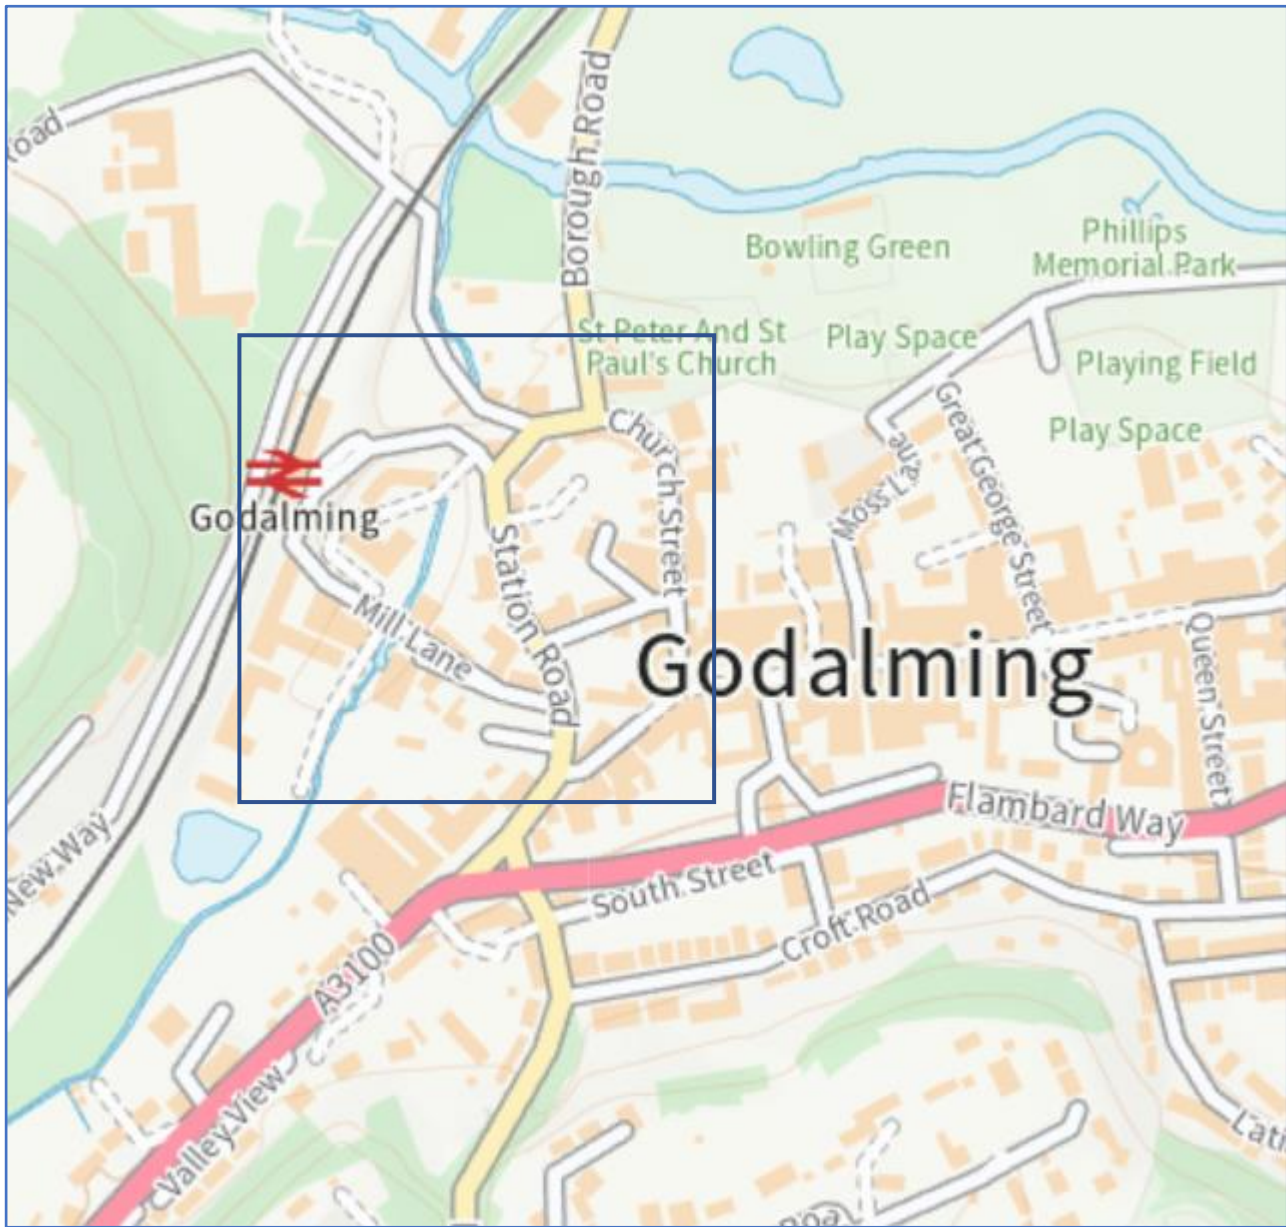 Road
Borough Road
Phillips
Memorial Park
Bowling Green
St Peter And St
Paul's Church
Play Space
Playing Field
Play Space
Church Street
Great George Street
Moss Lane
Godalming
Station Road
Mill Lane
Godalming
Queen Street
Flambard Way
New Way
South Street
Croft Road
A3100
Valley View